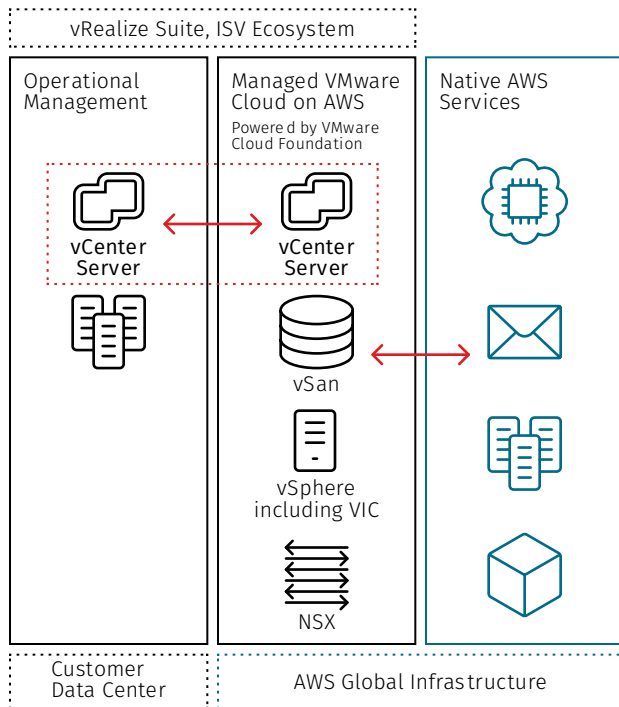 vRealize Suite, ISV Ecosystem
Operational
Management
vCenter
Server
Managed VMware
Cloud on AWS
Powered by VMware
Cloud Foundation
vCenter
Server
vSan
vSphere
including VIC
NSX
Native AWS
Services
Customer
Data Center
AWS Global Infrastructure